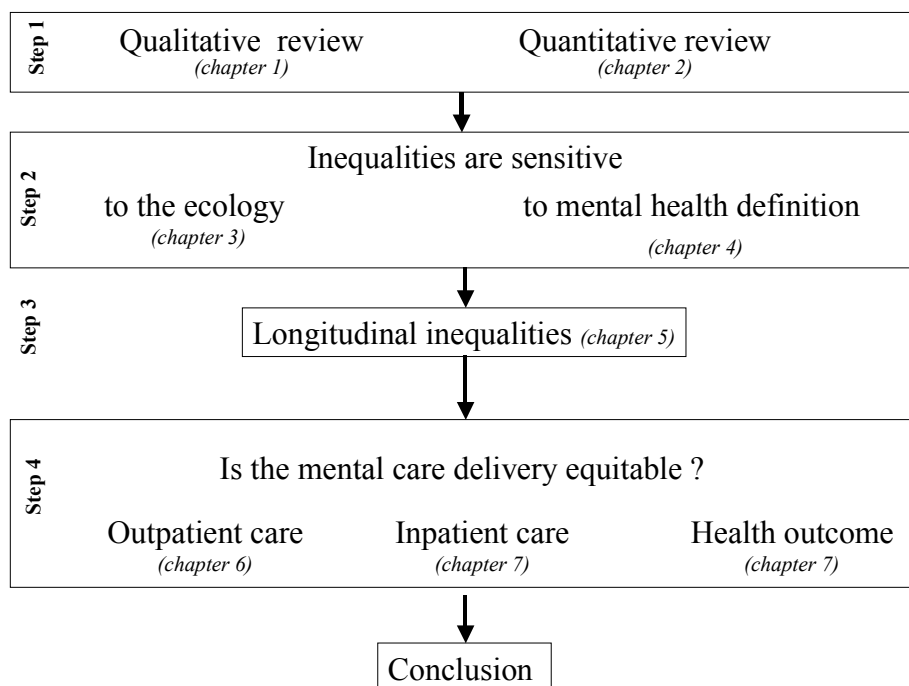 Step 1
Qualitative review Quantitative review
(chapter 1) (chapter 2)
Step 2
Inequalities are sensitive
to the ecology to mental health definition
(chapter 3) (chapter 4)
Step 3
Longitudinal inequalities (chapter 5)
Step 4
Is the mental care delivery equitable ?
Outpatient care Inpatient care Health outcome
(chapter 6) (chapter 7) (chapter 7)
Conclusion